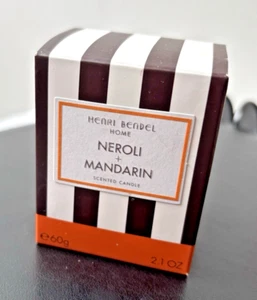 HENRI BENDEL
HOME
NEROLI
+
MANDARIN
SCENTED CANDLE
℮60g
2.1 OZ